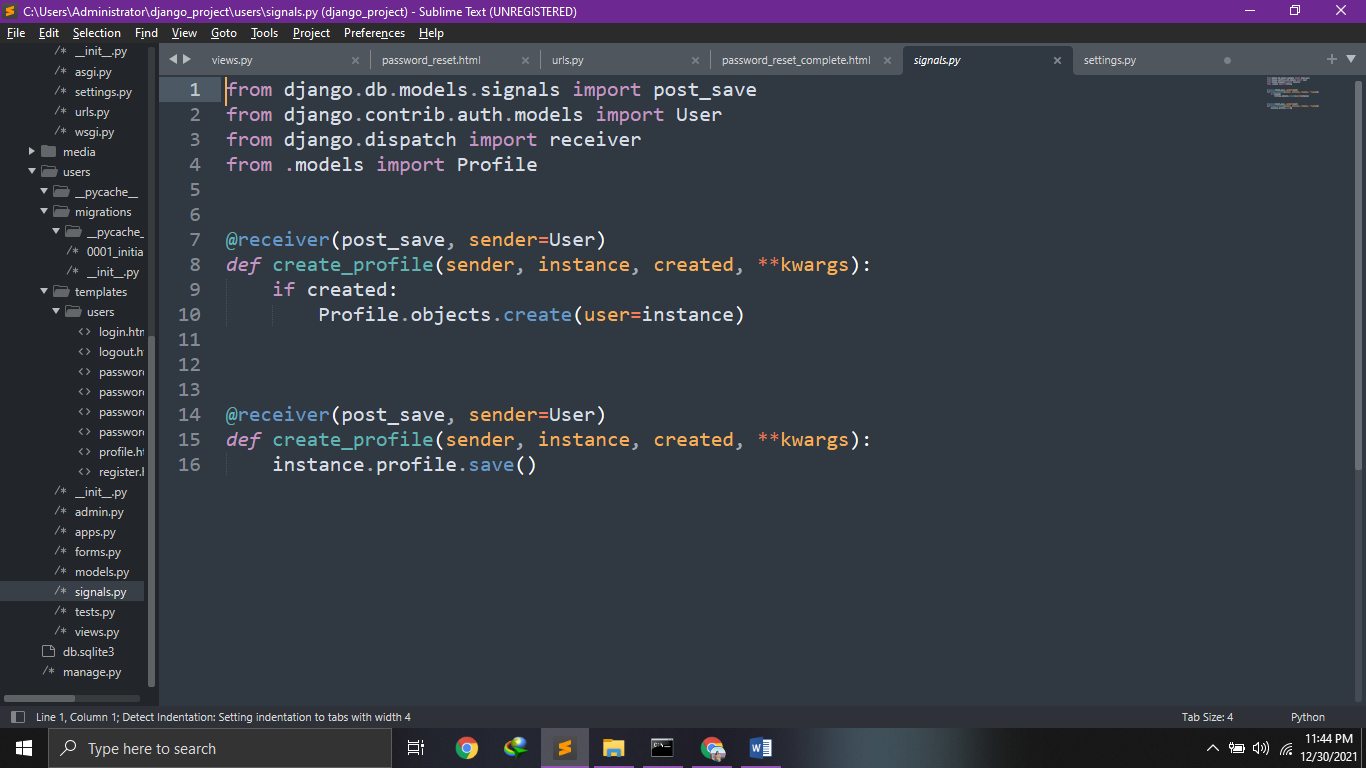 C:\Users\Administrator\django_project\users\signals.py (django_project) - Sublime Text (UNREGISTERED)
File Edit Selection Find View Goto Tools Project Preferences Help
__init__.py
asgi.py
settings.py
urls.py
wsgi.py
media
users
__pycache__
migrations
__pycache_
0001_initia
__init__.py
templates
users
login.htm
logout.h
passwor
passwor
passwor
passwor
profile.ht
register.h
__init__.py
admin.py
apps.py
forms.py
models.py
signals.py
tests.py
views.py
db.sqlite3
manage.py
views.py password_reset.html urls.py password_reset_complete.html signals.py settings.py
1 from django.db.models.signals import post_save
2 from django.contrib.auth.models import User
3 from django.dispatch import receiver
4 from .models import Profile
5
6
7 @receiver(post_save, sender=User)
8 def create_profile(sender, instance, created, **kwargs):
9 if created:
10 Profile.objects.create(user=instance)
11
12
13
14 @receiver(post_save, sender=User)
15 def create_profile(sender, instance, created, **kwargs):
16 instance.profile.save()
Line 1, Column 1; Detect Indentation: Setting indentation to tabs with width 4
Tab Size: 4 Python
Type here to search
11:44 PM
12/30/2021